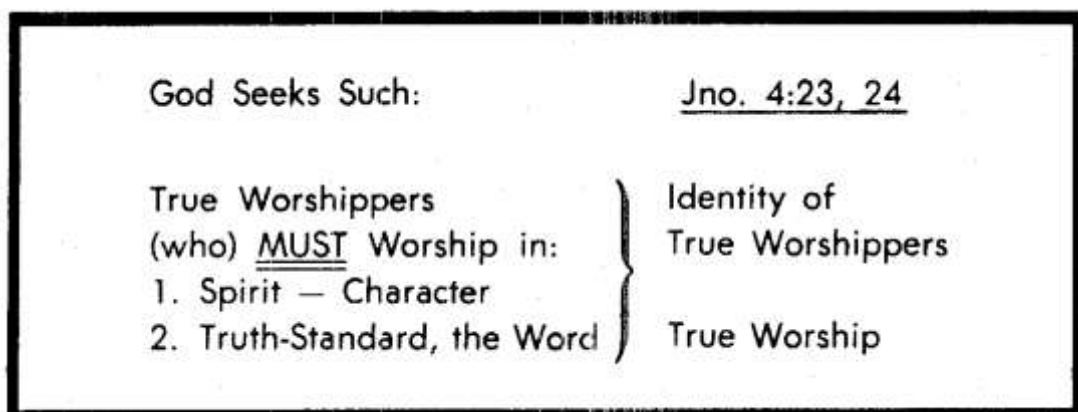 God Seeks Such: Jno. 4:23, 24
True Worshippers
(who) MUST Worship in:
1. Spirit — Character
2. Truth-Standard, the Word
Identity of
True Worshippers
True Worship